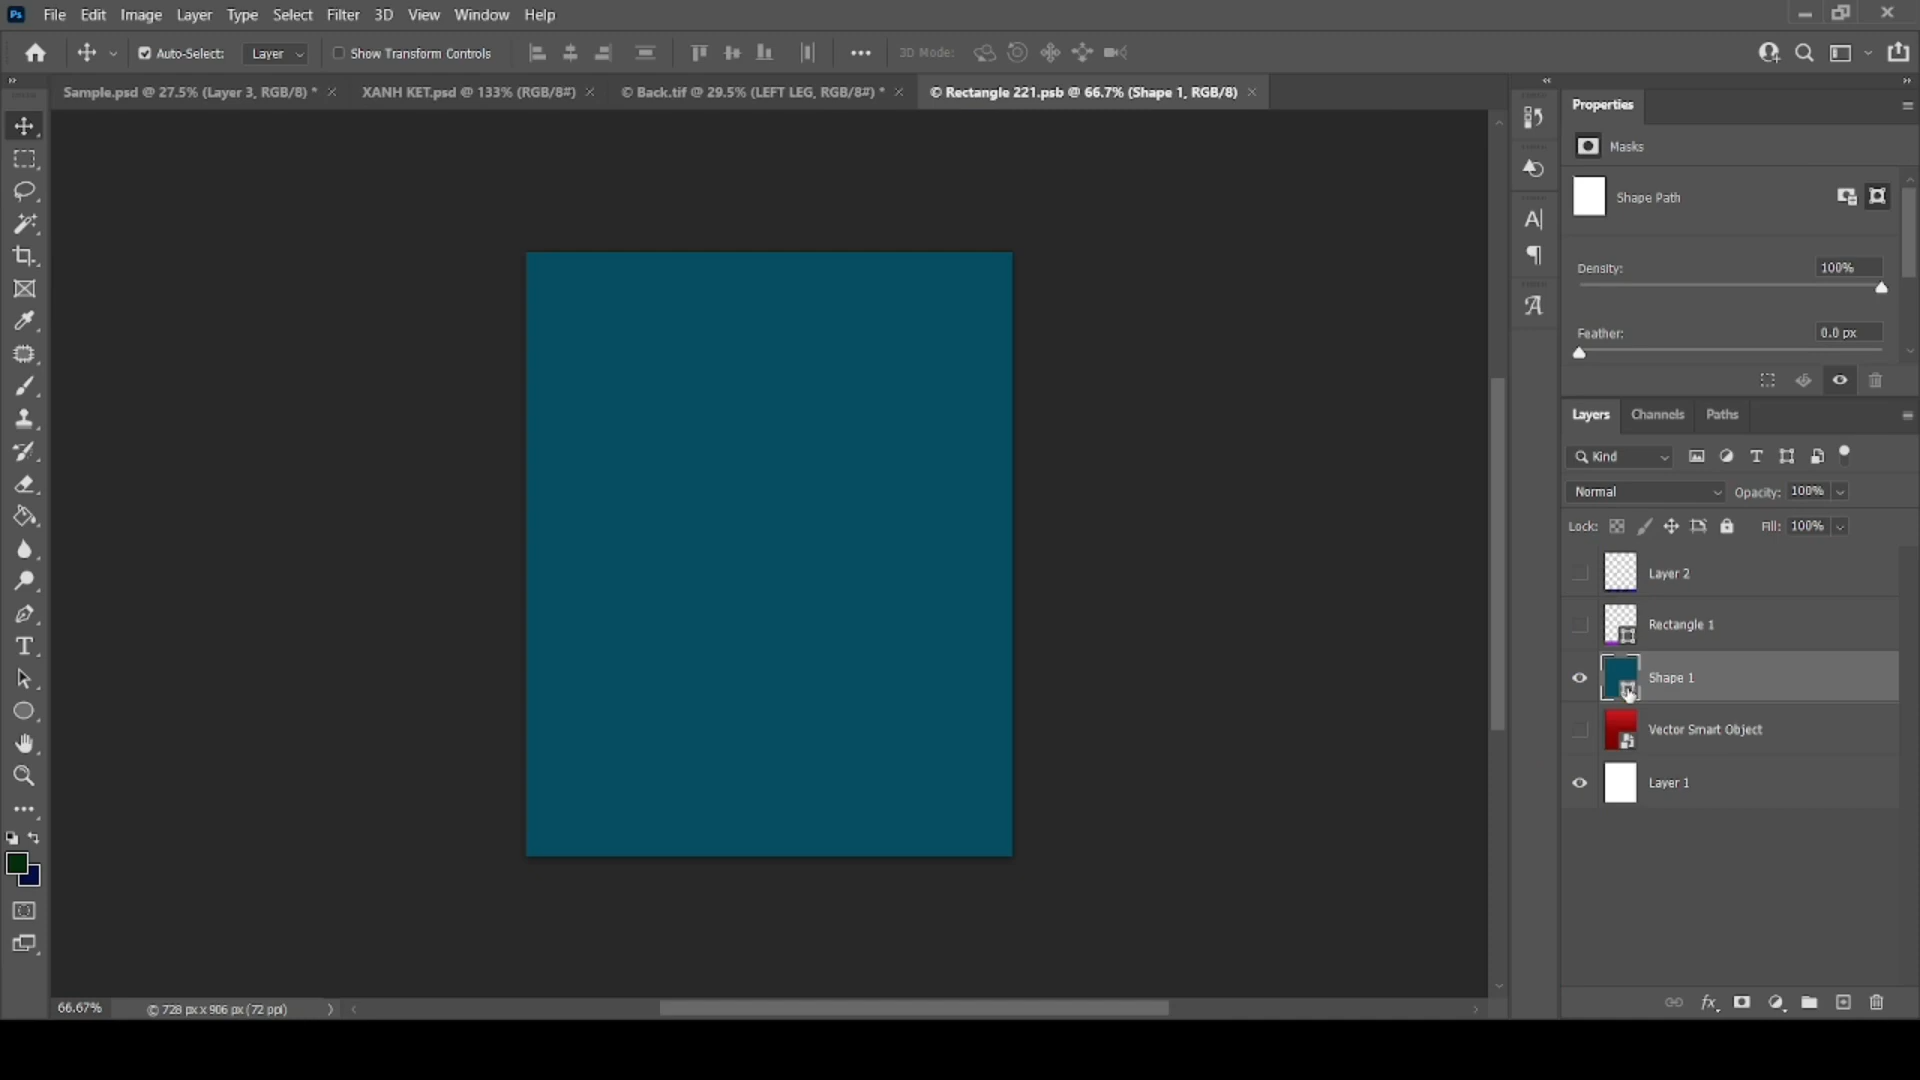 File Edit Image Layer Type Select Filter 3D View Window Help
Auto-Select: Layer Show Transform Controls 3D Mode:
Sample.psd @ 27.5% (Layer 3, RGB/8) * XANH KET.psd @ 133% (RGB/8#) © Back.tif @ 29.5% (LEFT LEG, RGB/8#) * © Rectangle 221.psb @ 66.7% (Shape 1, RGB/8)
Properties
Masks
Shape Path
Density: 100%
Feather: 0.0 px
Layers Channels Paths
Kind
Normal Opacity: 100%
Lock: Fill: 100%
Layer 2
Rectangle 1
Shape 1
Vector Smart Object
Layer 1
66.67% © 728 px x 906 px (72 ppi)